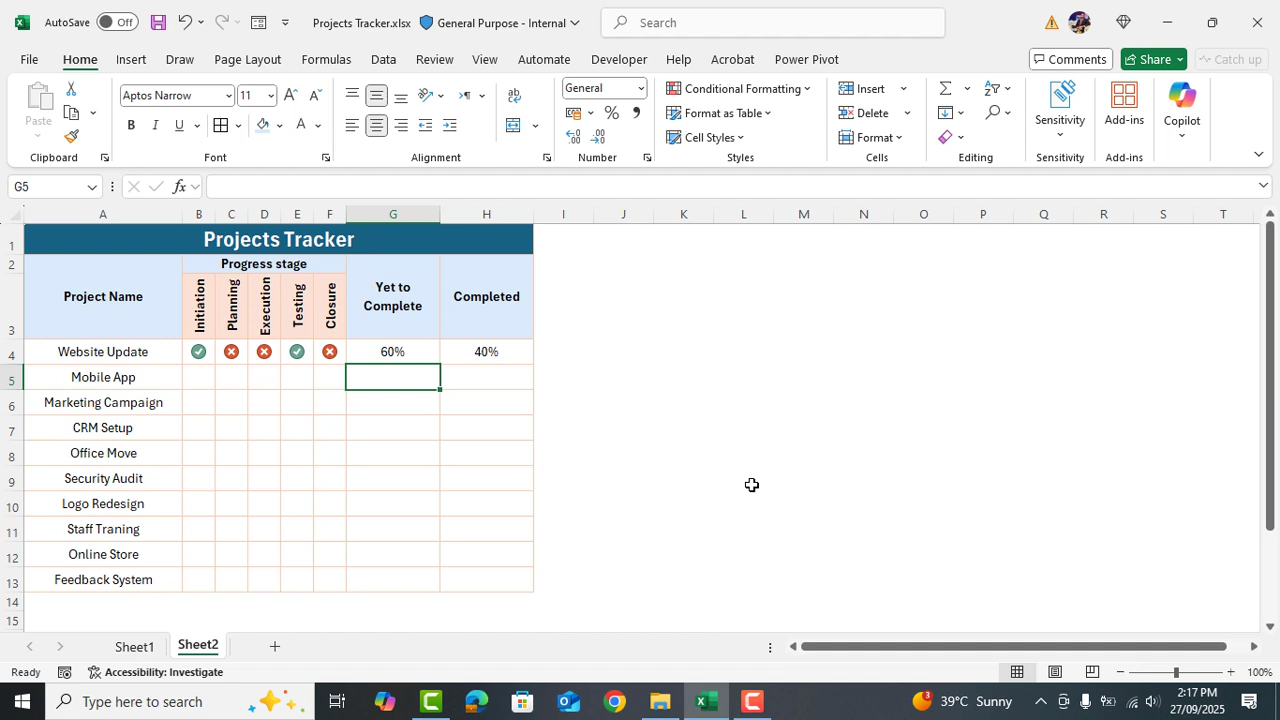 AutoSave Off Projects Tracker.xlsx General Purpose - Internal Search
File Home Insert Draw Page Layout Formulas Data Review View Automate Developer Help Acrobat Power Pivot Comments Share Catch up
Paste Aptos Narrow 11 General Conditional Formatting Insert Sensitivity Add-ins Copilot
B I U A Format as Table Delete
Cell Styles Format
Clipboard Font Alignment Number Styles Cells Editing Sensitivity Add-ins
G5 fx
A B C D E F G H I J K L M N O P Q R S T
1 Projects Tracker
2 Progress stage
3 Project Name Initiation Planning Execution Testing Closure Yet to Complete Completed
4 Website Update 60% 40%
5 Mobile App
6 Marketing Campaign
7 CRM Setup
8 Office Move
9 Security Audit
10 Logo Redesign
11 Staff Traning
12 Online Store
13 Feedback System
14
15
Sheet1 Sheet2
Ready Accessibility: Investigate 100%
Type here to search 3 39°C Sunny 2:17 PM
27/09/2025